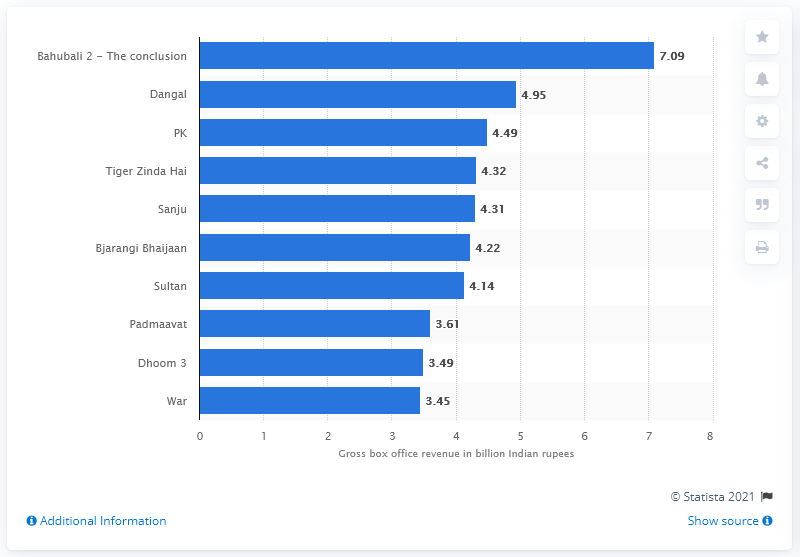 Bahubali 2 - The conclusion 7.09
Dangal 4.95
PK 4.49
Tiger Zinda Hai 4.32
Sanju 4.31
Bjarangi Bhaijaan 4.22
Sultan 4.14
Padmaavat 3.61
Dhoom 3 3.49
War 3.45
0 1 2 3 4 5 6 7 8
Gross box office revenue in billion Indian rupees
© Statista 2021
Additional Information Show source